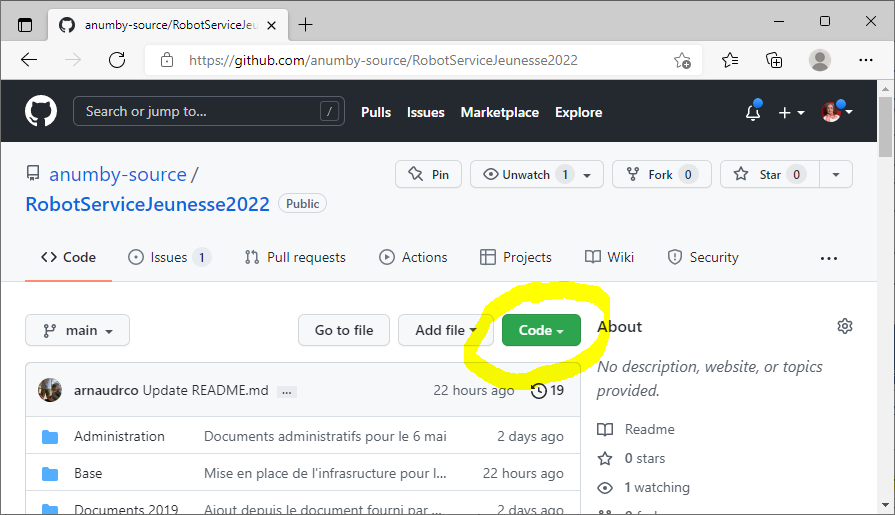 anumby-source/RobotServiceJeu
https://github.com/anumby-source/RobotServiceJeunesse2022
Search or jump to...
/
Pulls
Issues
Marketplace
Explore
anumby-source /
RobotServiceJeunesse2022
Public
Pin
Unwatch 1
Fork 0
Star 0
Code
Issues 1
Pull requests
Actions
Projects
Wiki
Security
...
main
Go to file
Add file
Code
About
arnaudrco Update README.md ...
22 hours ago
19
No description, website, or topics
provided.
Administration
Documents administratifs pour le 6 mai
2 days ago
Readme
0 stars
Base
Mise en place de l'infrasructure pour l...
22 hours ago
1 watching
Documents 2019
Ajout depuis le document fourni par ...
2 days ago